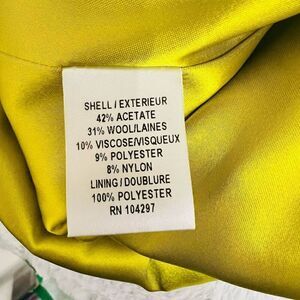 SHELL / EXTERIEUR
42% ACETATE
31% WOOL/LAINES
10% VISCOSE/VISQUEUX
9% POLYESTER
8% NYLON
LINING / DOUBLURE
100% POLYESTER
RN 104297